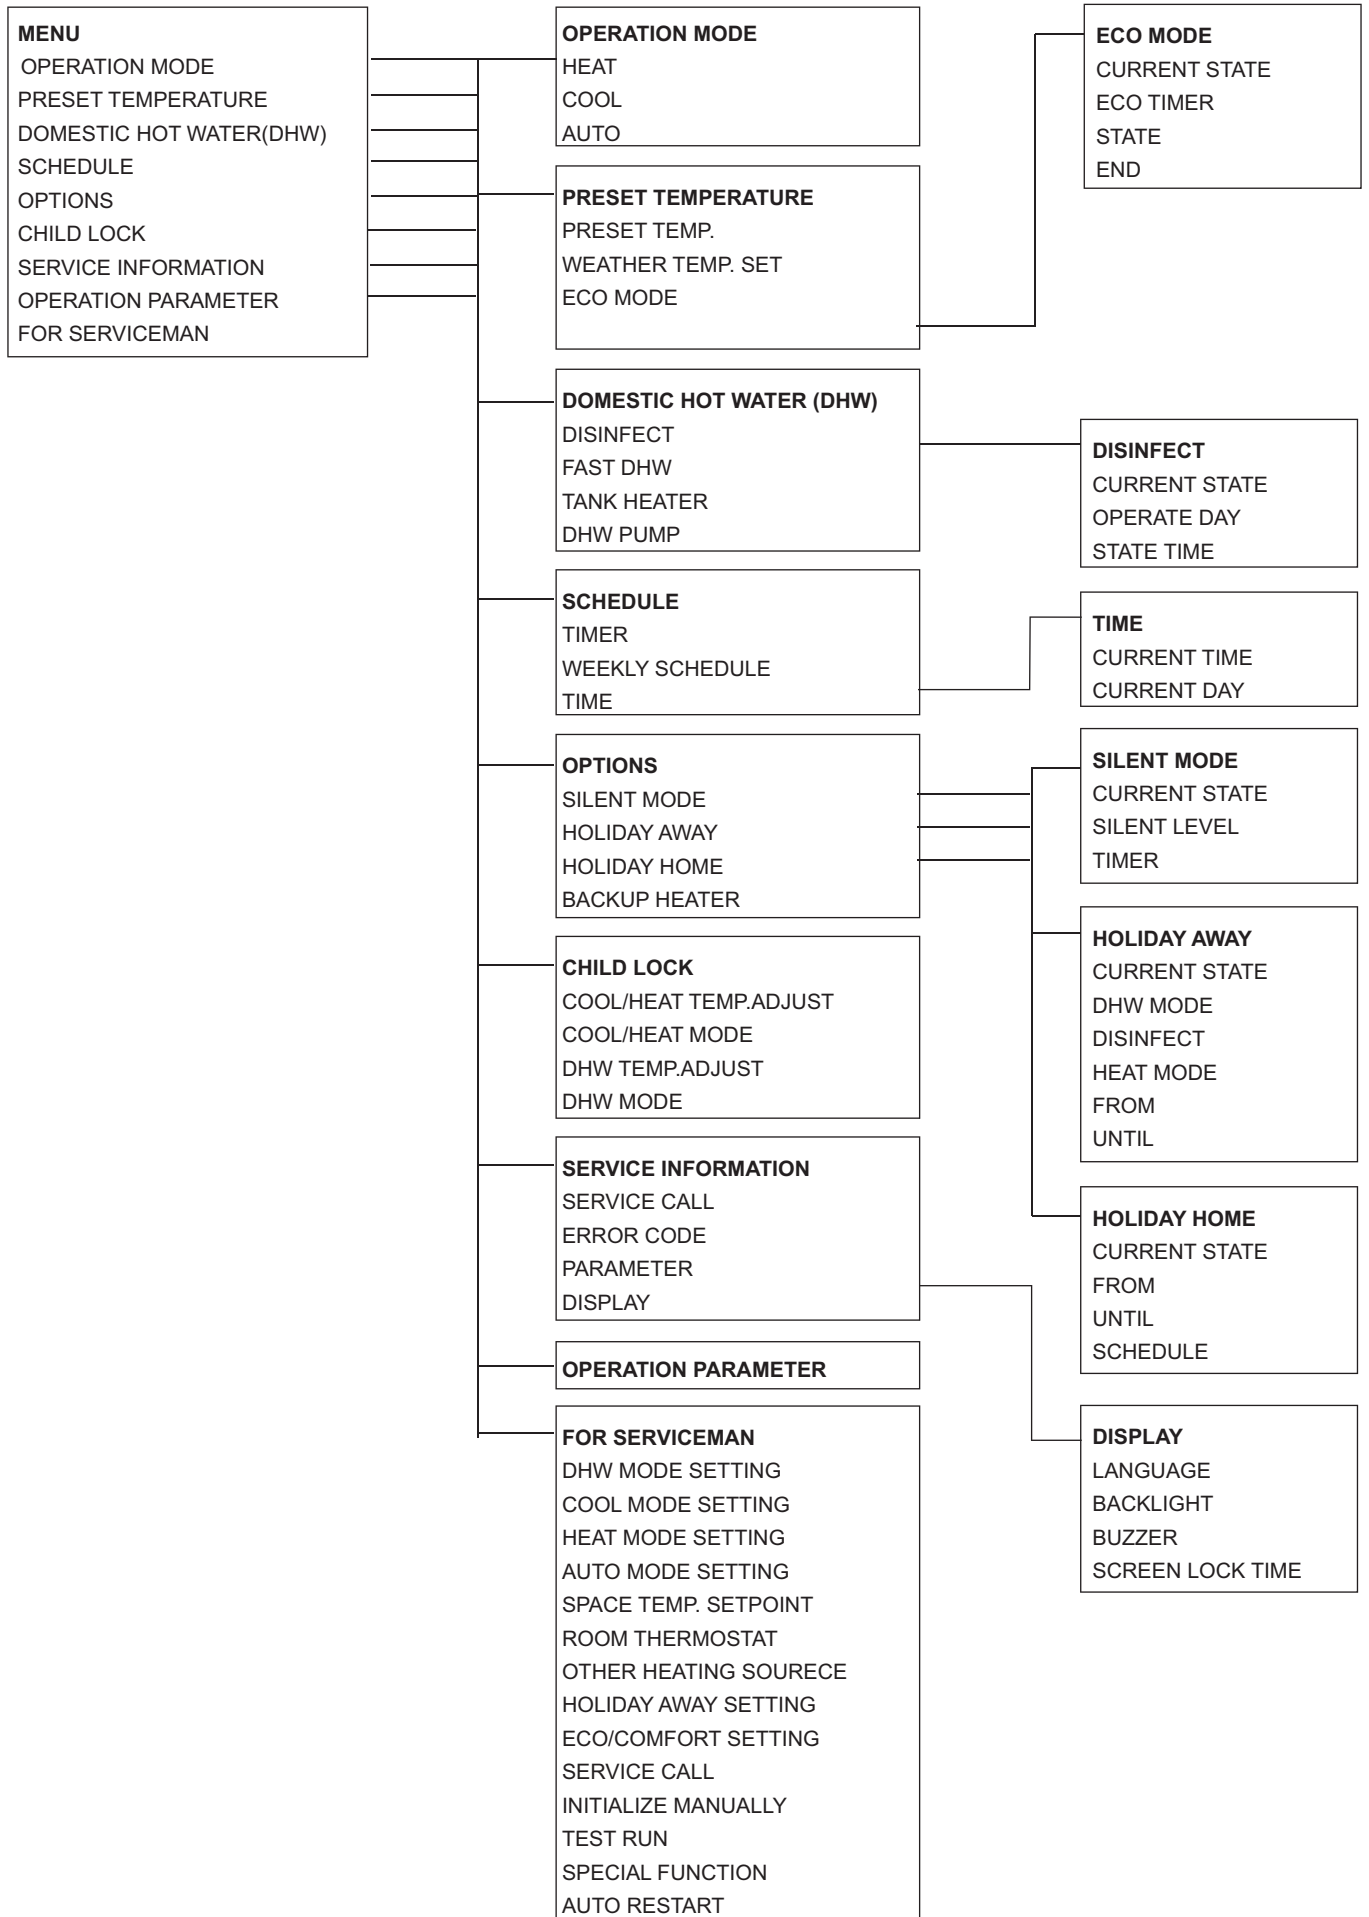 MENU
OPERATION MODE
PRESET TEMPERATURE
DOMESTIC HOT WATER(DHW)
SCHEDULE
OPTIONS
CHILD LOCK
SERVICE INFORMATION
OPERATION PARAMETER
FOR SERVICEMAN
OPERATION MODE
HEAT
COOL
AUTO
PRESET TEMPERATURE
PRESET TEMP.
WEATHER TEMP. SET
ECO MODE
DOMESTIC HOT WATER (DHW)
DISINFECT
FAST DHW
TANK HEATER
DHW PUMP
SCHEDULE
TIMER
WEEKLY SCHEDULE
TIME
OPTIONS
SILENT MODE
HOLIDAY AWAY
HOLIDAY HOME
BACKUP HEATER
CHILD LOCK
COOL/HEAT TEMP.ADJUST
COOL/HEAT MODE
DHW TEMP.ADJUST
DHW MODE
SERVICE INFORMATION
SERVICE CALL
ERROR CODE
PARAMETER
DISPLAY
OPERATION PARAMETER
FOR SERVICEMAN
DHW MODE SETTING
COOL MODE SETTING
HEAT MODE SETTING
AUTO MODE SETTING
SPACE TEMP. SETPOINT
ROOM THERMOSTAT
OTHER HEATING SOURECE
HOLIDAY AWAY SETTING
ECO/COMFORT SETTING
SERVICE CALL
INITIALIZE MANUALLY
TEST RUN
SPECIAL FUNCTION
AUTO RESTART
ECO MODE
CURRENT STATE
ECO TIMER
STATE
END
DISINFECT
CURRENT STATE
OPERATE DAY
STATE TIME
TIME
CURRENT TIME
CURRENT DAY
SILENT MODE
CURRENT STATE
SILENT LEVEL
TIMER
HOLIDAY AWAY
CURRENT STATE
DHW MODE
DISINFECT
HEAT MODE
FROM
UNTIL
HOLIDAY HOME
CURRENT STATE
FROM
UNTIL
SCHEDULE
DISPLAY
LANGUAGE
BACKLIGHT
BUZZER
SCREEN LOCK TIME